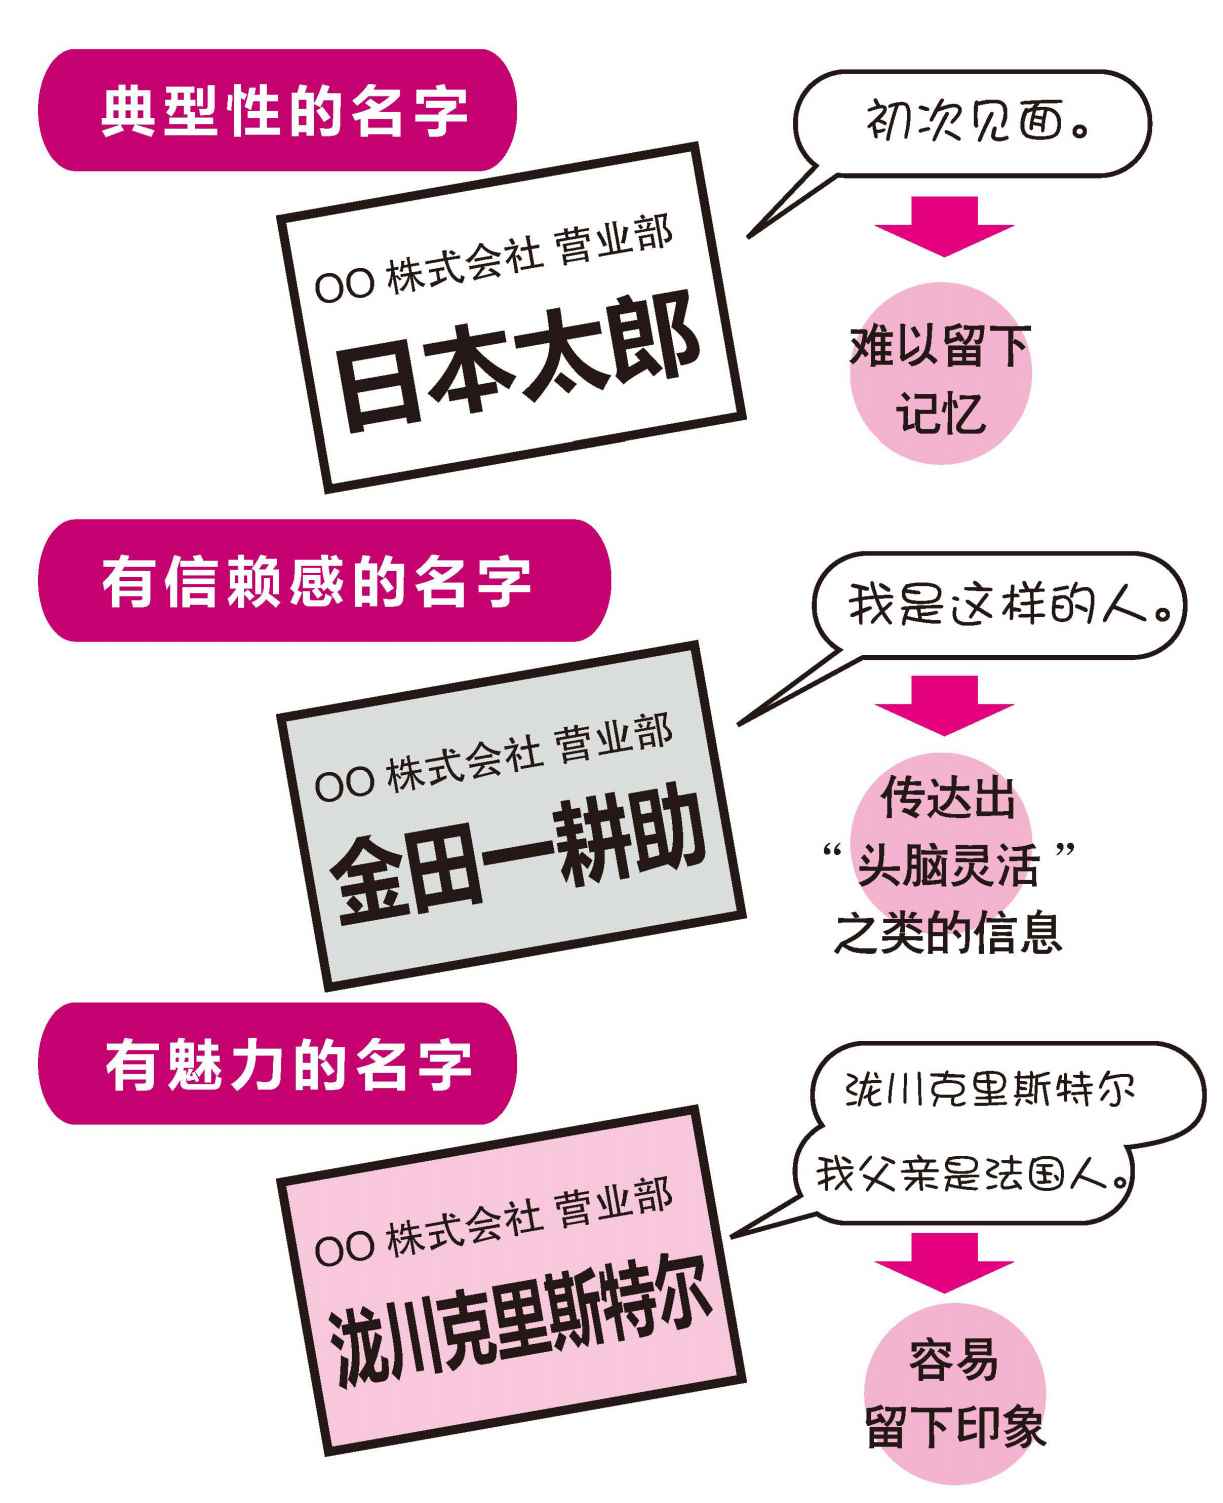 典型性的名字
初次见面。
OO 株式会社 营业部
日本太郎
难以留下
记忆
有信赖感的名字
我是这样的人。
OO 株式会社 营业部
金田一耕助
传达出
“头脑灵活”
之类的信息
有魅力的名字
泷川克里斯特尔
我父亲是法国人。
OO 株式会社 营业部
泷川克里斯特尔
容易
留下印象